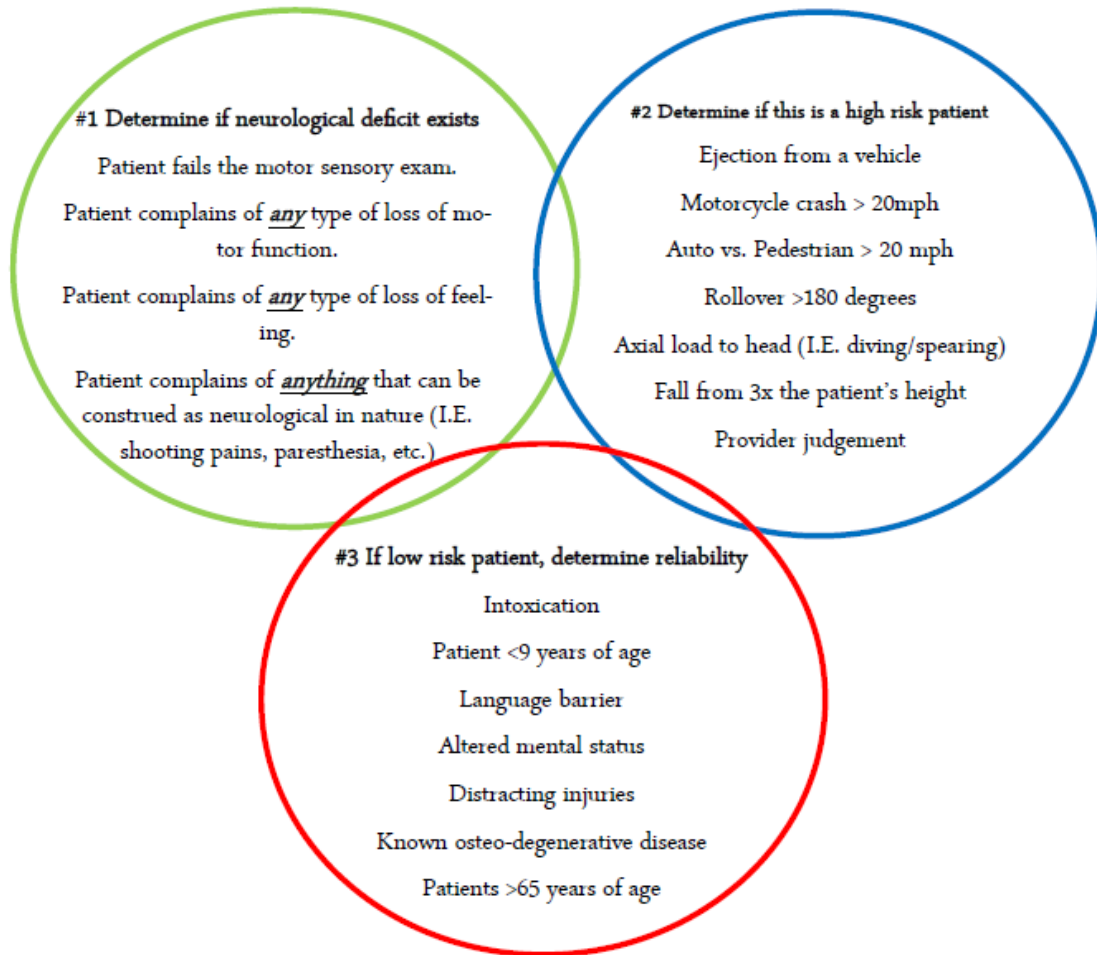 #1 Determine if neurological deficit exists
Patient fails the motor sensory exam.
Patient complains of any type of loss of mo-
tor function.
Patient complains of any type of loss of feel-
ing.
Patient complains of anything that can be
construed as neurological in nature (I.E.
shooting pains, paresthesia, etc.)
#2 Determine if this is a high risk patient
Ejection from a vehicle
Motorcycle crash > 20mph
Auto vs. Pedestrian > 20 mph
Rollover >180 degrees
Axial load to head (I.E. diving/spearing)
Fall from 3x the patient's height
Provider judgement
#3 If low risk patient, determine reliability
Intoxication
Patient <9 years of age
Language barrier
Altered mental status
Distracting injuries
Known osteo-degenerative disease
Patients >65 years of age